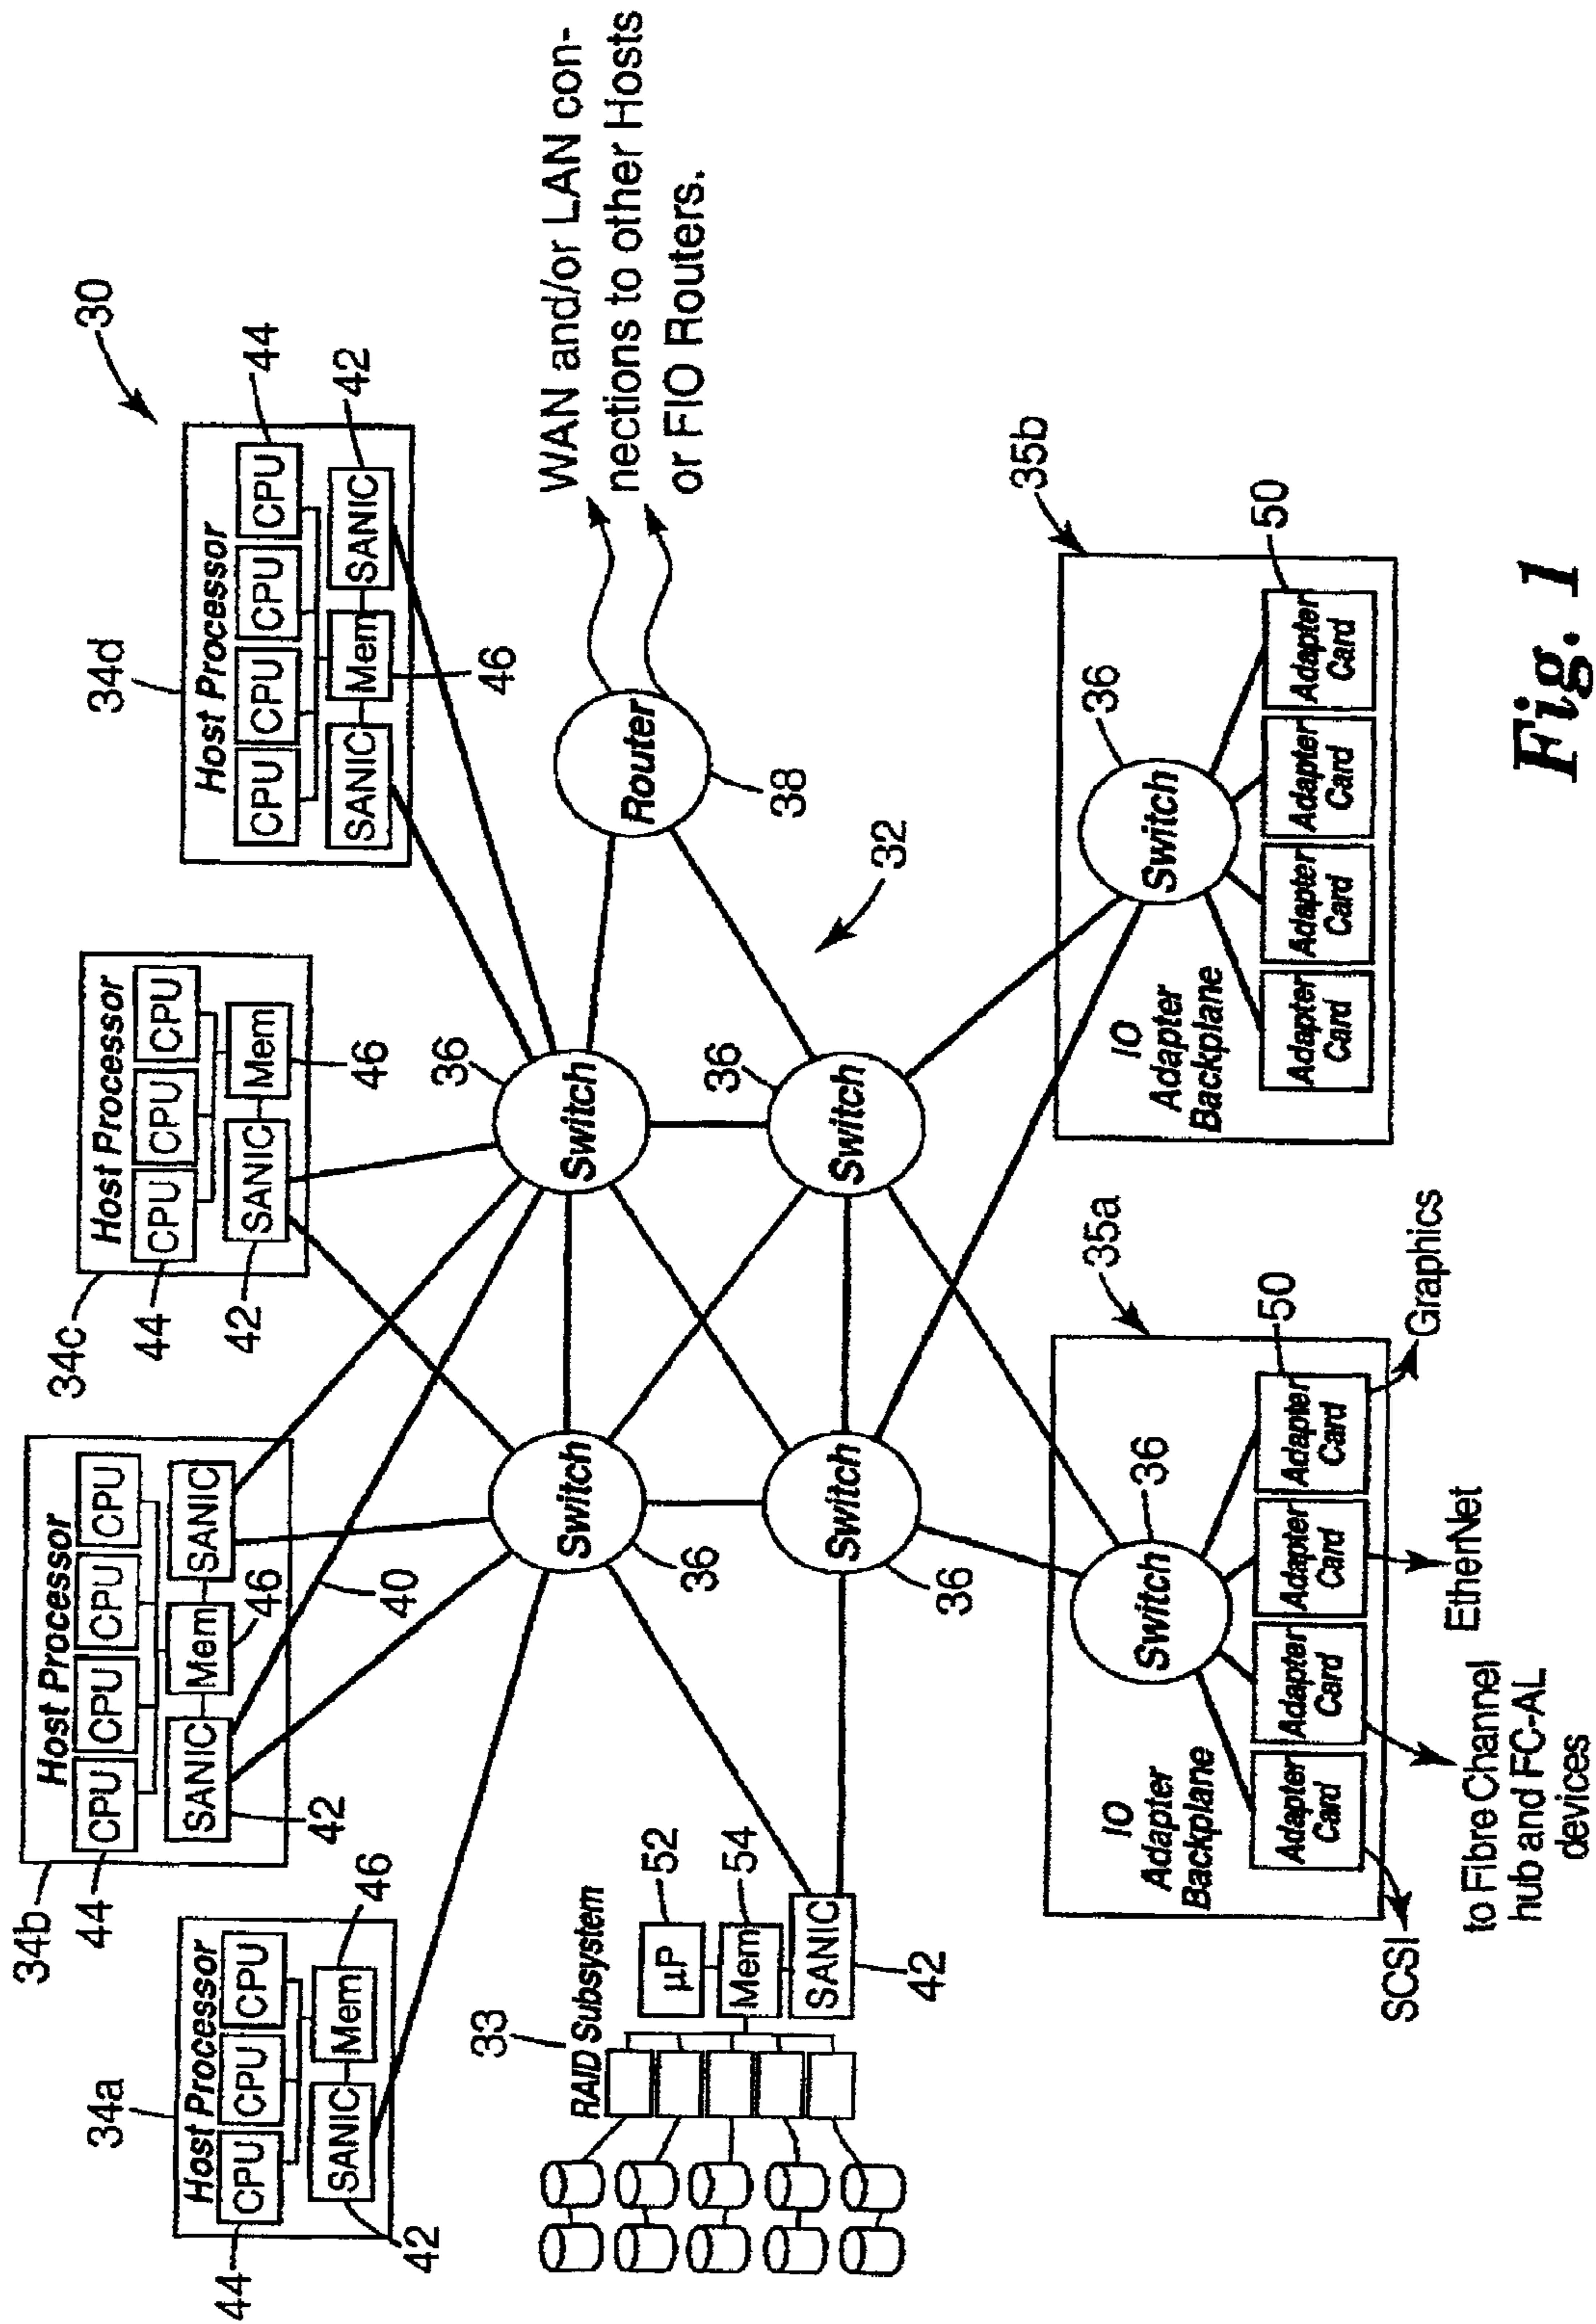 30
34a
Host Processor
CPU
CPU
CPU
44
SANIC
Mem
42
46
34b
Host Processor
CPU
CPU
CPU
CPU
44
SANIC
Mem
SANIC
42
46
40
34c
Host Processor
CPU
CPU
CPU
44
SANIC
Mem
42
46
34d
Host Processor
CPU
CPU
CPU
CPU
44
SANIC
Mem
SANIC
42
46
33
RAID Subsystem
µP
52
Mem
54
SANIC
42
Switch
36
Switch
36
Switch
36
Switch
36
Router
38
32
WAN and/or LAN con-
nections to other Hosts
or FIO Routers.
35a
IO
Adapter
Backplane
Switch
36
50
Adapter
Card
Adapter
Card
Adapter
Card
Adapter
Card
SCSI
to Fibre Channel
hub and FC-AL
devices
EtherNet
Graphics
35b
IO
Adapter
Backplane
Switch
36
50
Adapter
Card
Adapter
Card
Adapter
Card
Adapter
Card
Fig. 1